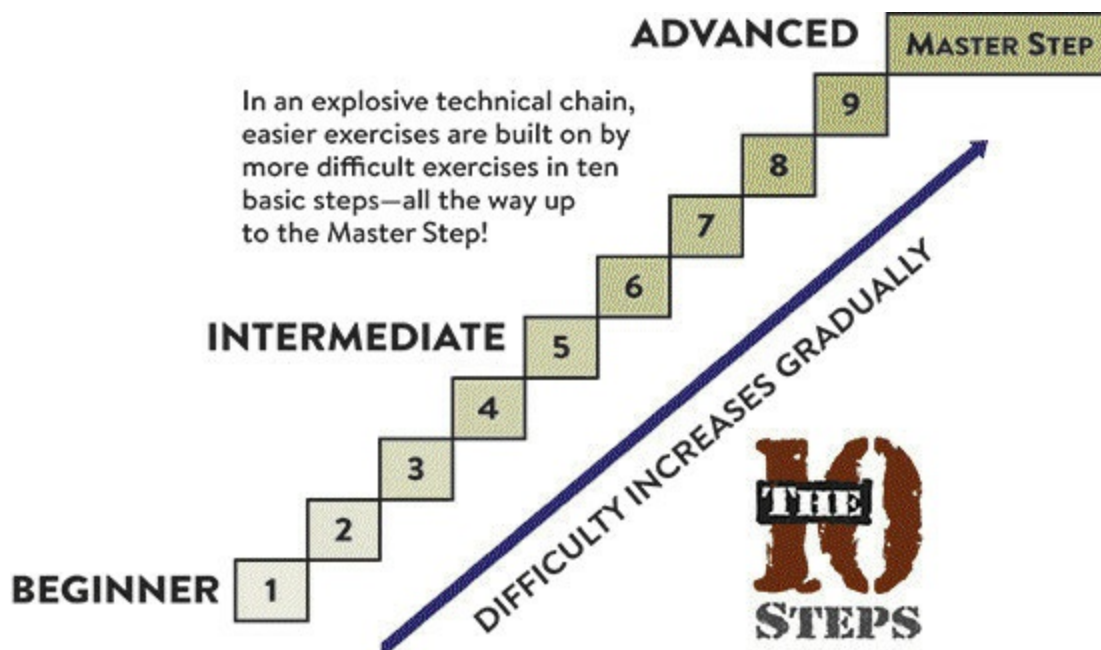 ADVANCED
MASTER STEP
9
In an explosive technical chain,
easier exercises are built on by
more difficult exercises in ten
basic steps—all the way up
to the Master Step!
8
7
6
INTERMEDIATE
5
4
3
2
BEGINNER
1
DIFFICULTY INCREASES GRADUALLY
THE
10
STEPS